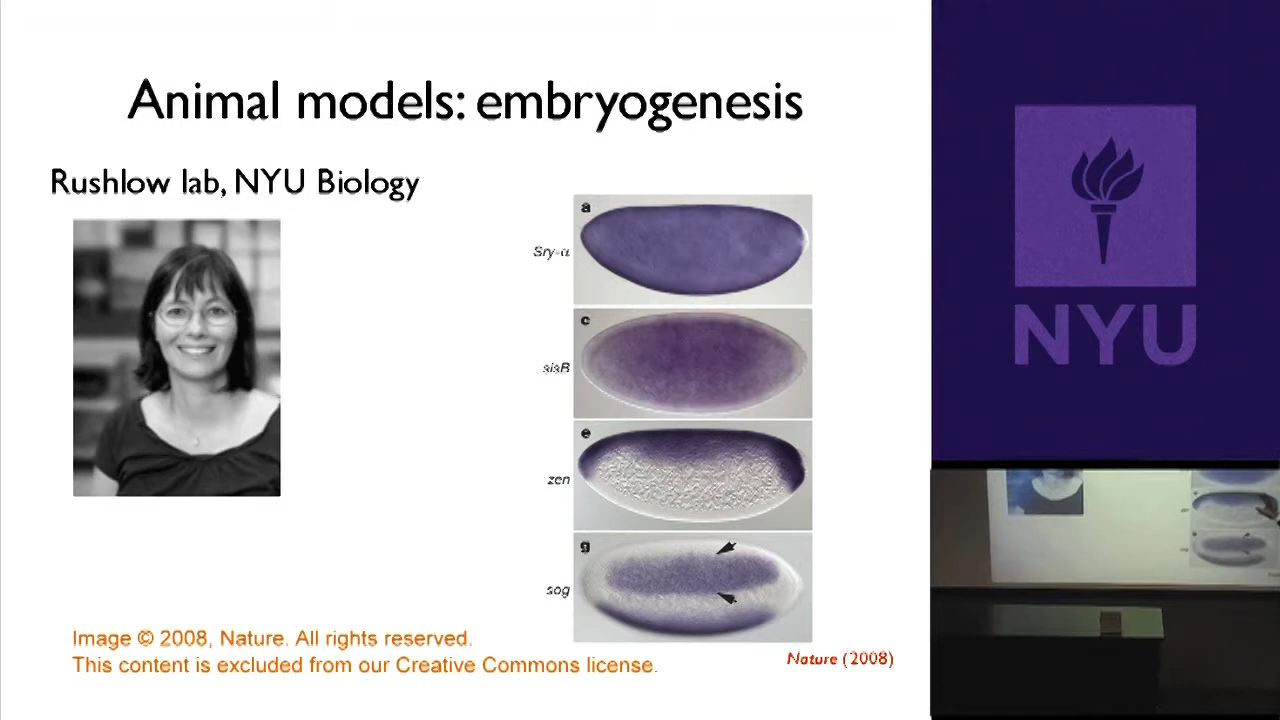 Animal models: embryogenesis
Rushlow lab, NYU Biology
a
Sry-α
c
sisB
e
zen
g
sog
Image © 2008, Nature. All rights reserved.
This content is excluded from our Creative Commons license.
Nature (2008)
NYU